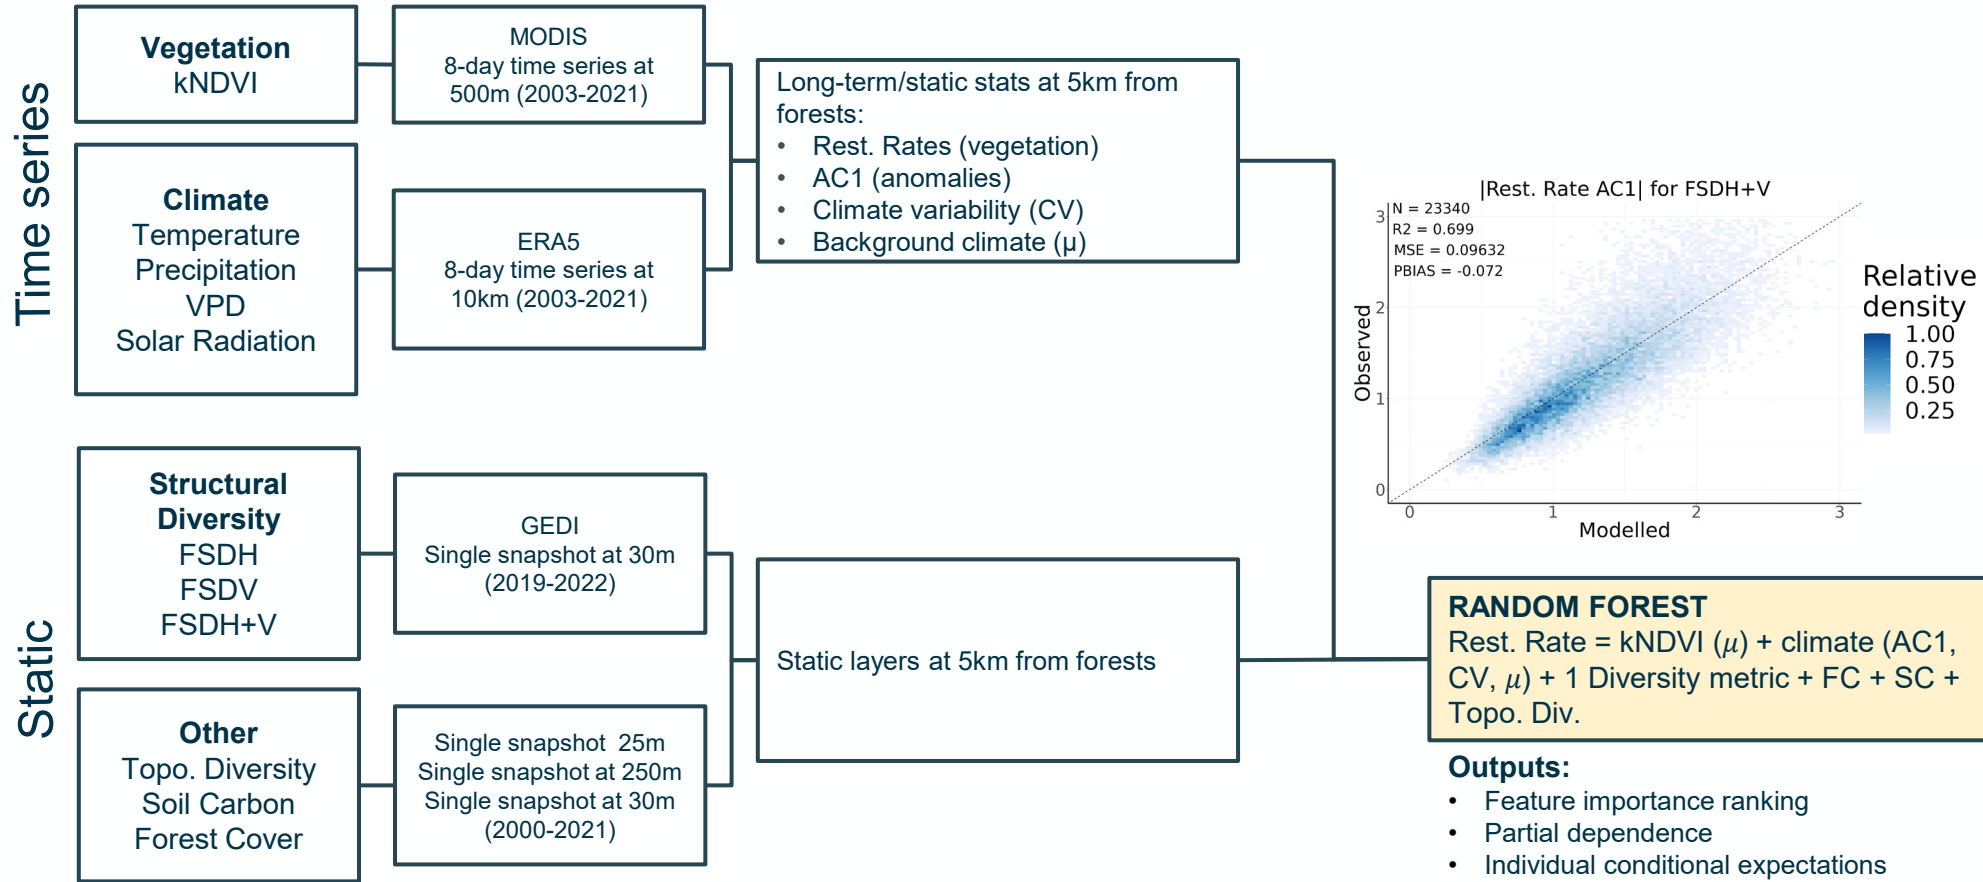 Time series
Vegetation
kNDVI
MODIS
8-day time series at
500m (2003-2021)
Climate
Temperature
Precipitation
VPD
Solar Radiation
ERA5
8-day time series at
10km (2003-2021)
Long-term/static stats at 5km from
forests:
• Rest. Rates (vegetation)
• AC1 (anomalies)
• Climate variability (CV)
• Background climate (μ)
Static
Structural
Diversity
FSDH
FSDV
FSDH+V
GEDI
Single snapshot at 30m
(2019-2022)
Other
Topo. Diversity
Soil Carbon
Forest Cover
Single snapshot 25m
Single snapshot at 250m
Single snapshot at 30m
(2000-2021)
Static layers at 5km from forests
|Rest. Rate AC1| for FSDH+V
N = 23340
R2 = 0.699
MSE = 0.09632
PBIAS = -0.072
Observed
3
2
1
0
0 1 2 3
Modelled
Relative
density
1.00
0.75
0.50
0.25
RANDOM FOREST
Rest. Rate = kNDVI (μ) + climate (AC1,
CV, μ) + 1 Diversity metric + FC + SC +
Topo. Div.
Outputs:
• Feature importance ranking
• Partial dependence
• Individual conditional expectations